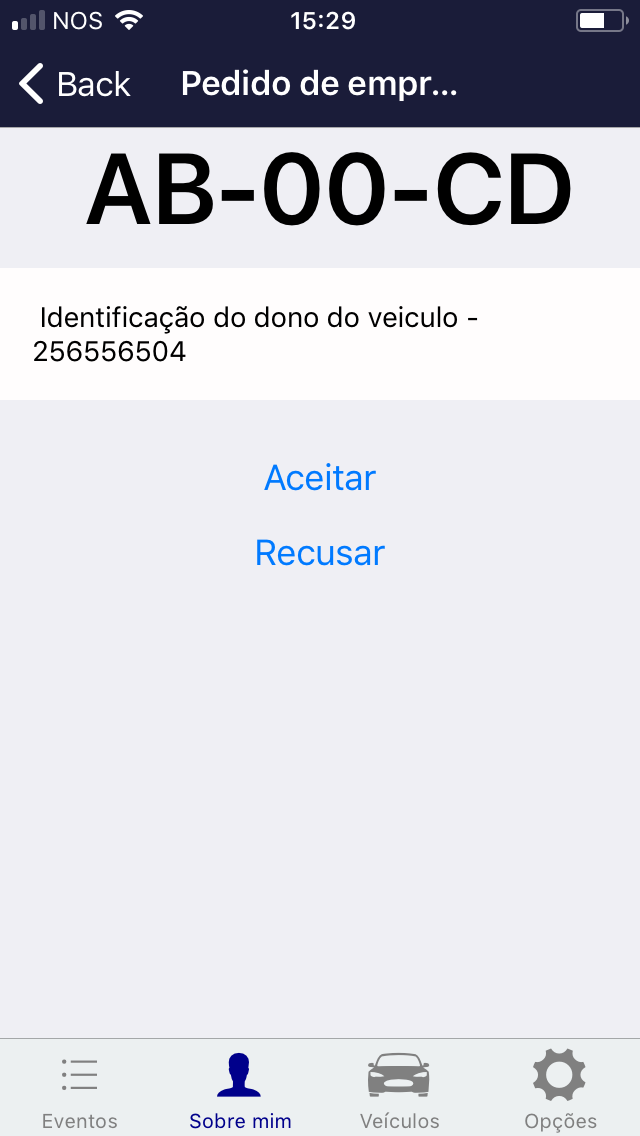 NOS 15:29
Back Pedido de empr...
AB-00-CD
Identificação do dono do veiculo -
256556504
Aceitar
Recusar
Eventos Sobre mim Veículos Opções